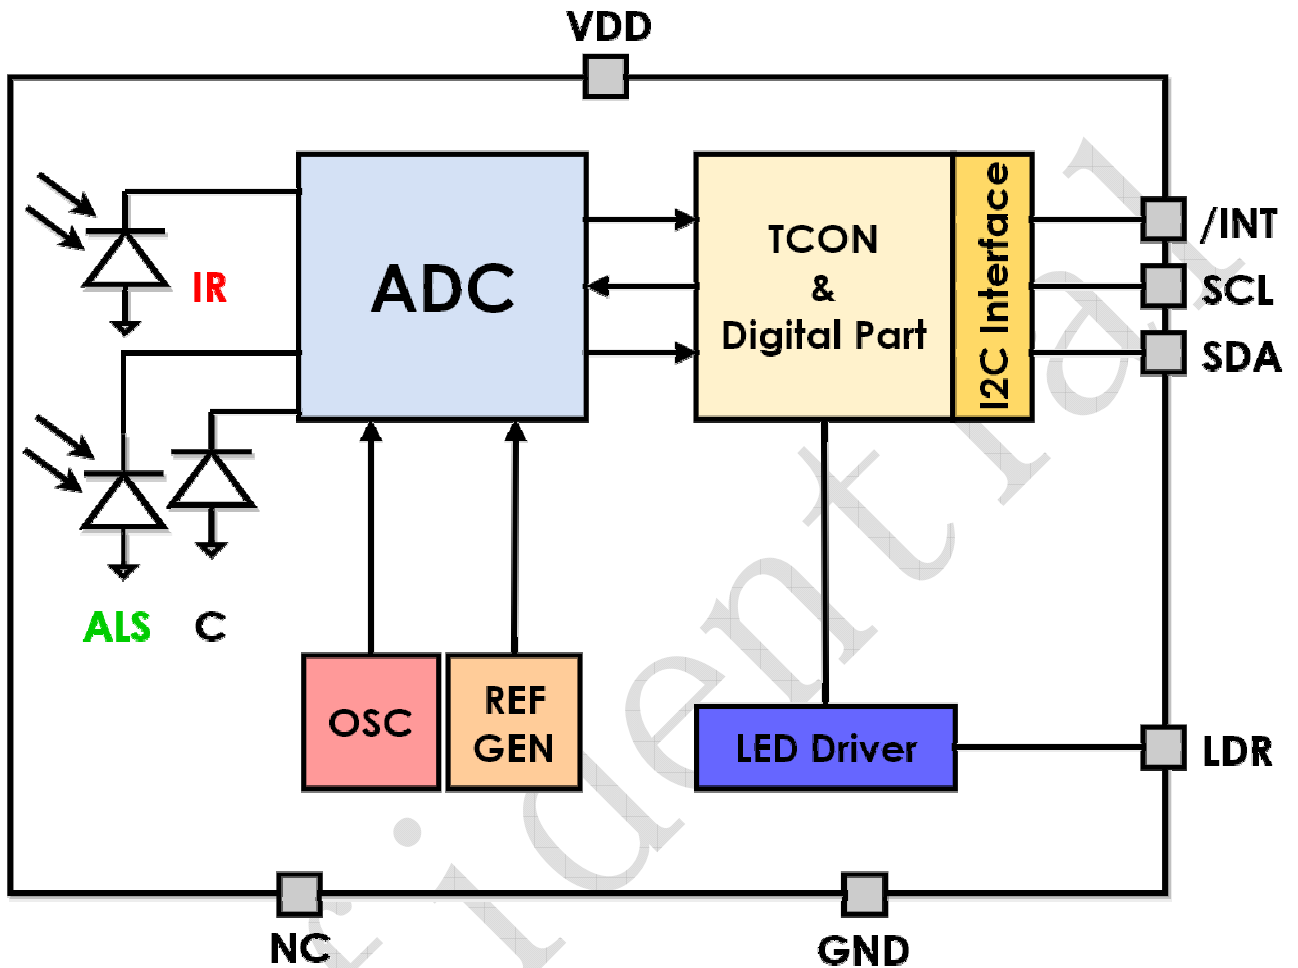 VDD
IR
ADC
TCON
&
Digital Part
I2C Interface
/INT
SCL
SDA
ALS
C
OSC
REF
GEN
LED Driver
LDR
NC
GND